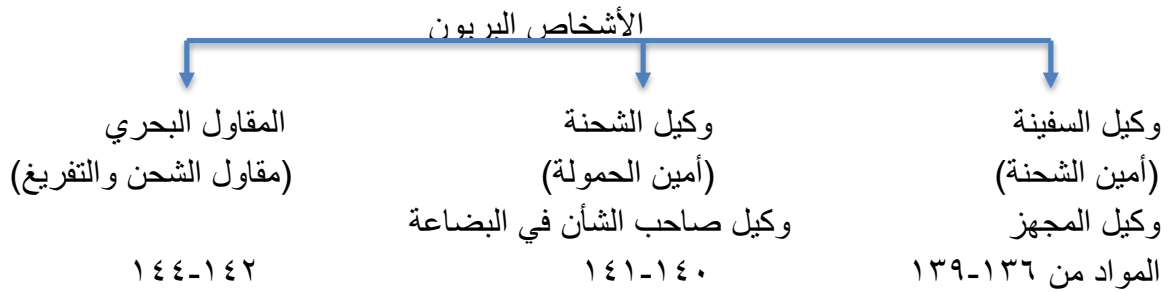 الأشخاص البريون
وكيل السفينة وكيل الشحنة المقاول البحري
(أمين الشحنة) (أمين الحمولة) (مقاول الشحن والتفريغ)
وكيل المجهز وكيل صاحب الشأن في البضاعة
المواد من ١٣٦-١٣٩ ١٤٠-١٤١ ١٤٢-١٤٤